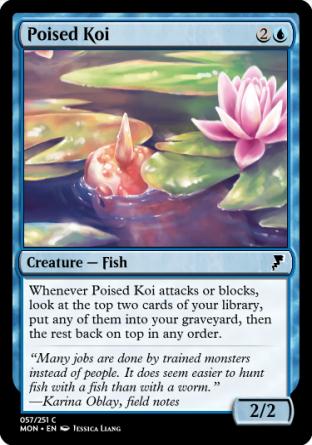 Poised Koi 2
Creature — Fish
Whenever Poised Koi attacks or blocks,
look at the top two cards of your library,
put any of them into your graveyard, then
the rest back on top in any order.
"Many jobs are done by trained monsters
instead of people. It does seem easier to hunt
fish with a fish than with a worm."
—Karina Oblay, field notes
2/2
057/251 C
MON • EN Jessica Liang